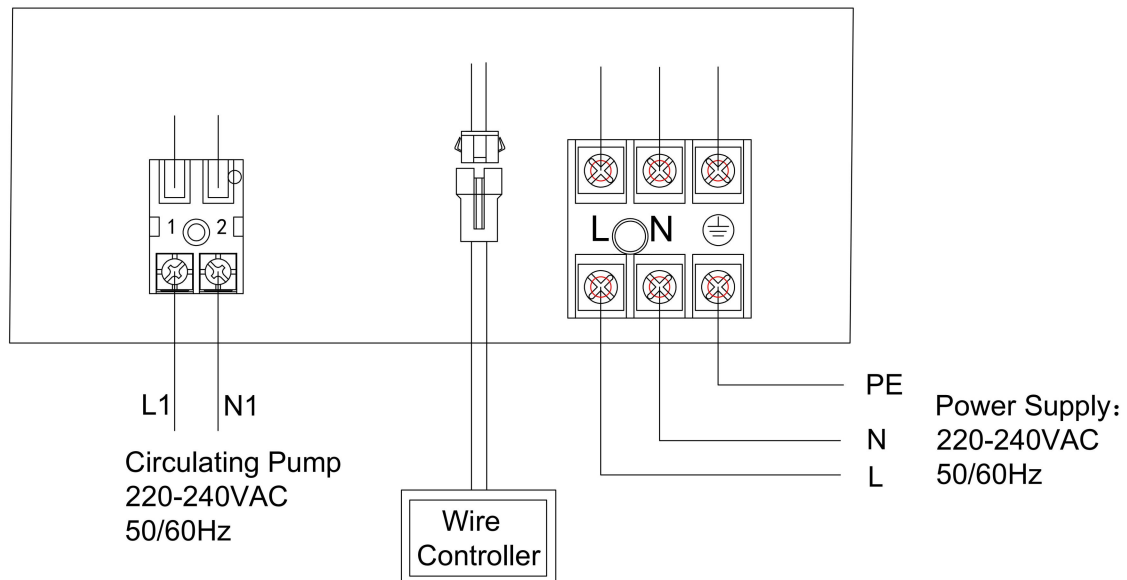 1 2
L N
L1 N1
Circulating Pump
220-240VAC
50/60Hz
Wire
Controller
PE
N
L
Power Supply：
220-240VAC
50/60Hz